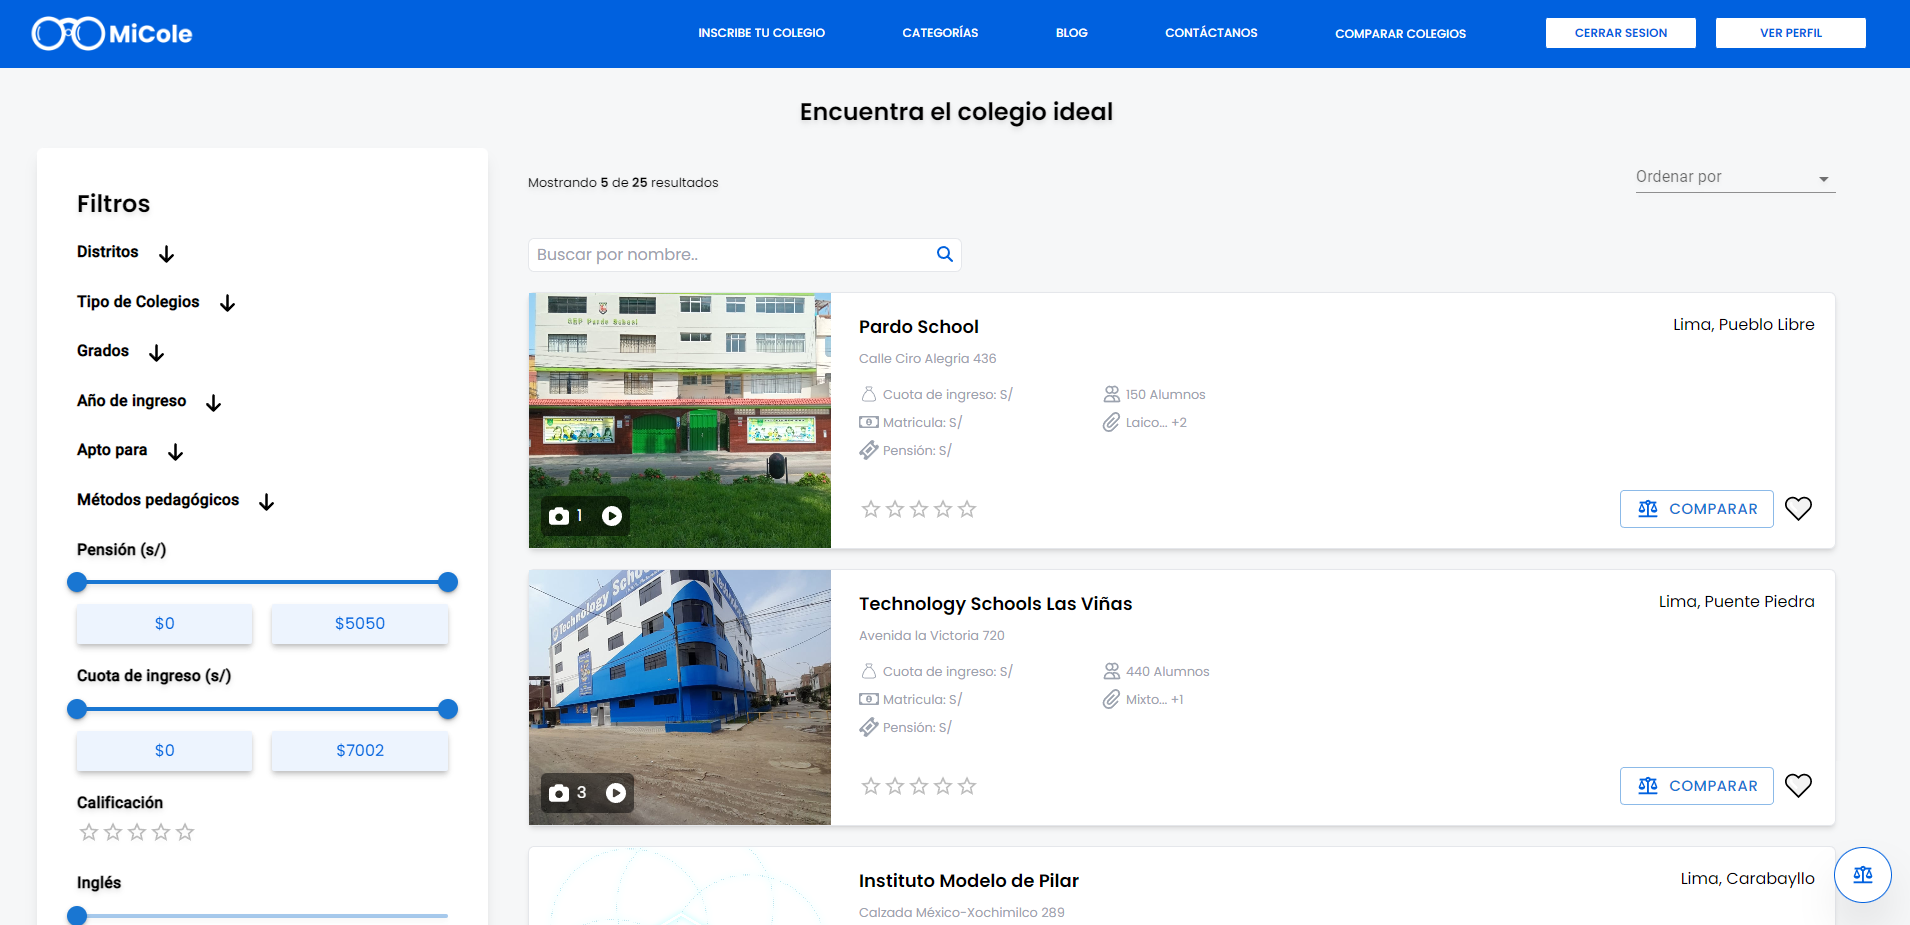 MiCole
INSCRIBE TU COLEGIO
CATEGORÍAS
BLOG
CONTÁCTANOS
COMPARAR COLEGIOS
CERRAR SESION
VER PERFIL
Encuentra el colegio ideal
Filtros
Distritos
Tipo de Colegios
Grados
Año de ingreso
Apto para
Métodos pedagógicos
Pensión (s/)
$0
$5050
Cuota de ingreso (s/)
$0
$7002
Calificación
Inglés
Mostrando 5 de 25 resultados
Ordenar por
Buscar por nombre..
Pardo School
1
Pardo School
Lima, Pueblo Libre
Calle Ciro Alegria 436
Cuota de ingreso: S/
150 Alumnos
Matricula: S/
Laico... +2
Pensión: S/
COMPARAR
Technology School
3
Technology Schools Las Viñas
Lima, Puente Piedra
Avenida la Victoria 720
Cuota de ingreso: S/
440 Alumnos
Matricula: S/
Mixto... +1
Pensión: S/
COMPARAR
Instituto Modelo de Pilar
Lima, Carabayllo
Calzada México-Xochimilco 289